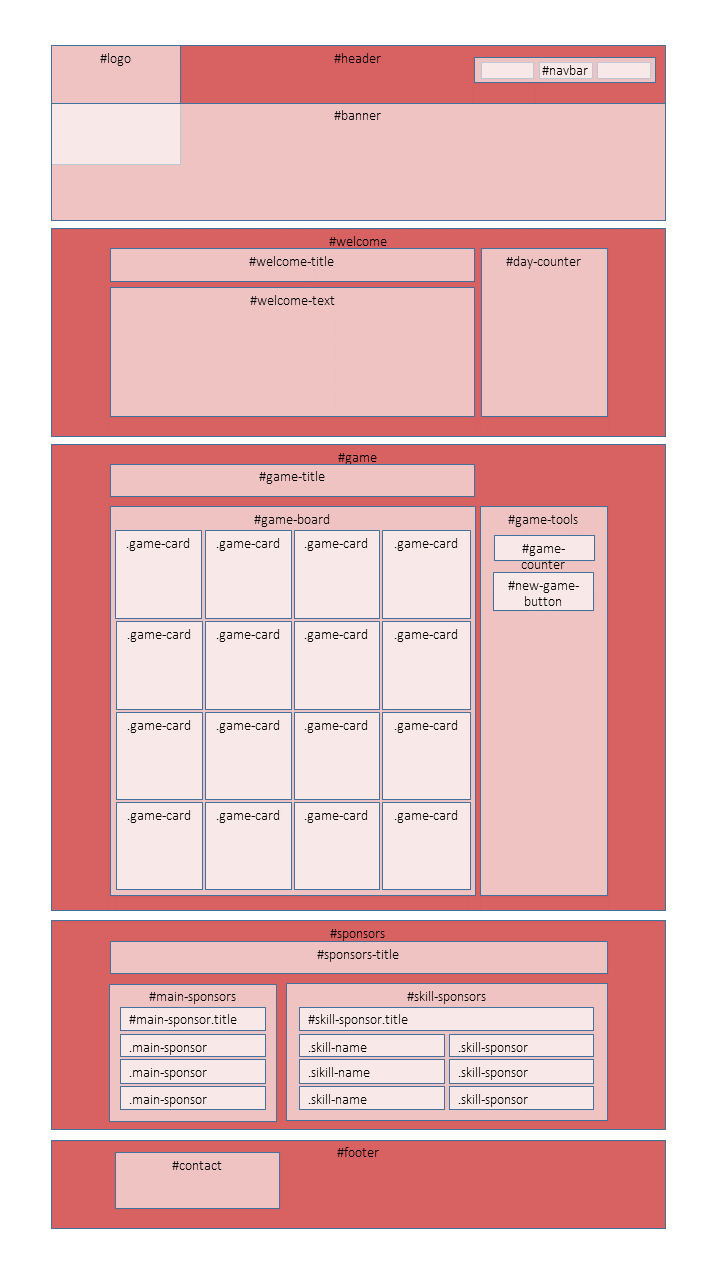 #logo
#header
#navbar
#banner
#welcome
#welcome-title
#day-counter
#welcome-text
#game
#game-title
#game-board
#game-tools
.game-card
.game-card
.game-card
.game-card
#game-
counter
#new-game-
button
.game-card
.game-card
.game-card
.game-card
.game-card
.game-card
.game-card
.game-card
.game-card
.game-card
.game-card
.game-card
#sponsors
#sponsors-title
#main-sponsors
#main-sponsor.title
.main-sponsor
.main-sponsor
.main-sponsor
#skill-sponsors
#skill-sponsor.title
.skill-name
.skill-sponsor
.sikill-name
.skill-sponsor
.skill-name
.skill-sponsor
#footer
#contact